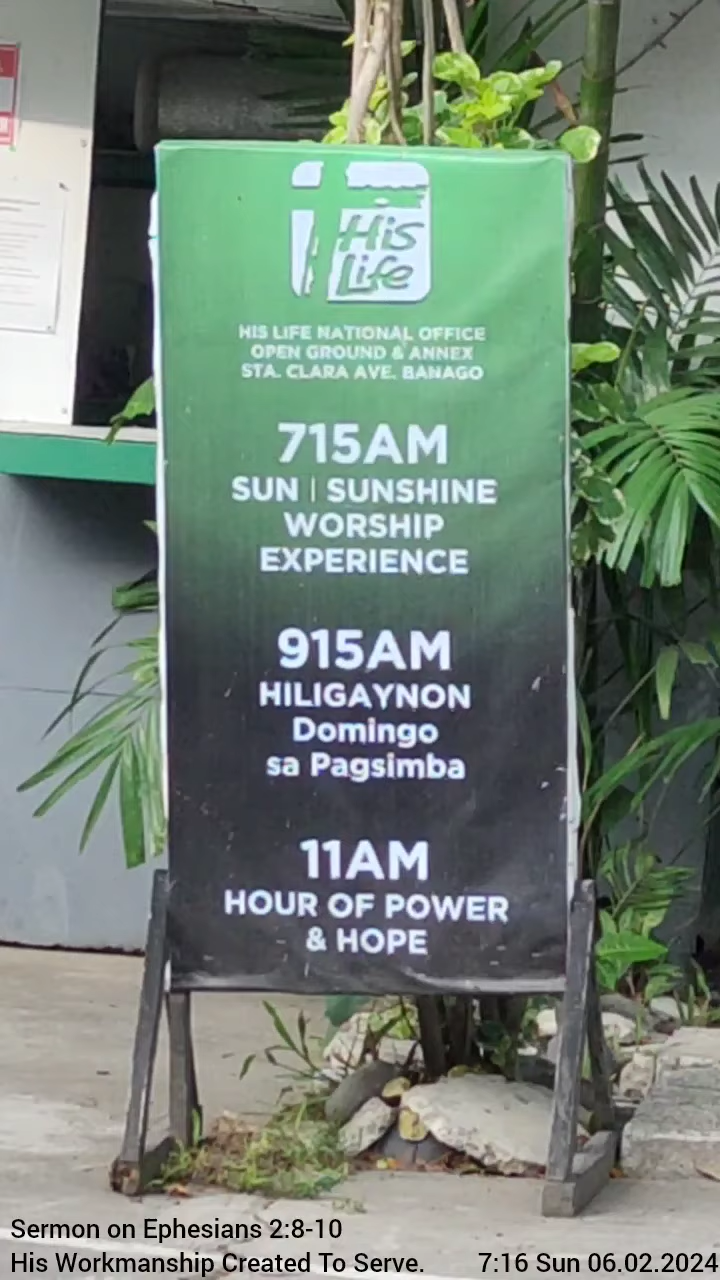 His
Life
HIS LIFE NATIONAL OFFICE
OPEN GROUND & ANNEX
STA. CLARA AVE. BANAGO
715AM
SUN | SUNSHINE
WORSHIP
EXPERIENCE
915AM
HILIGAYNON
Domingo
sa Pagsimba
11AM
HOUR OF POWER
& HOPE
Sermon on Ephesians 2:8-10
His Workmanship Created To Serve. 7:16 Sun 06.02.2024